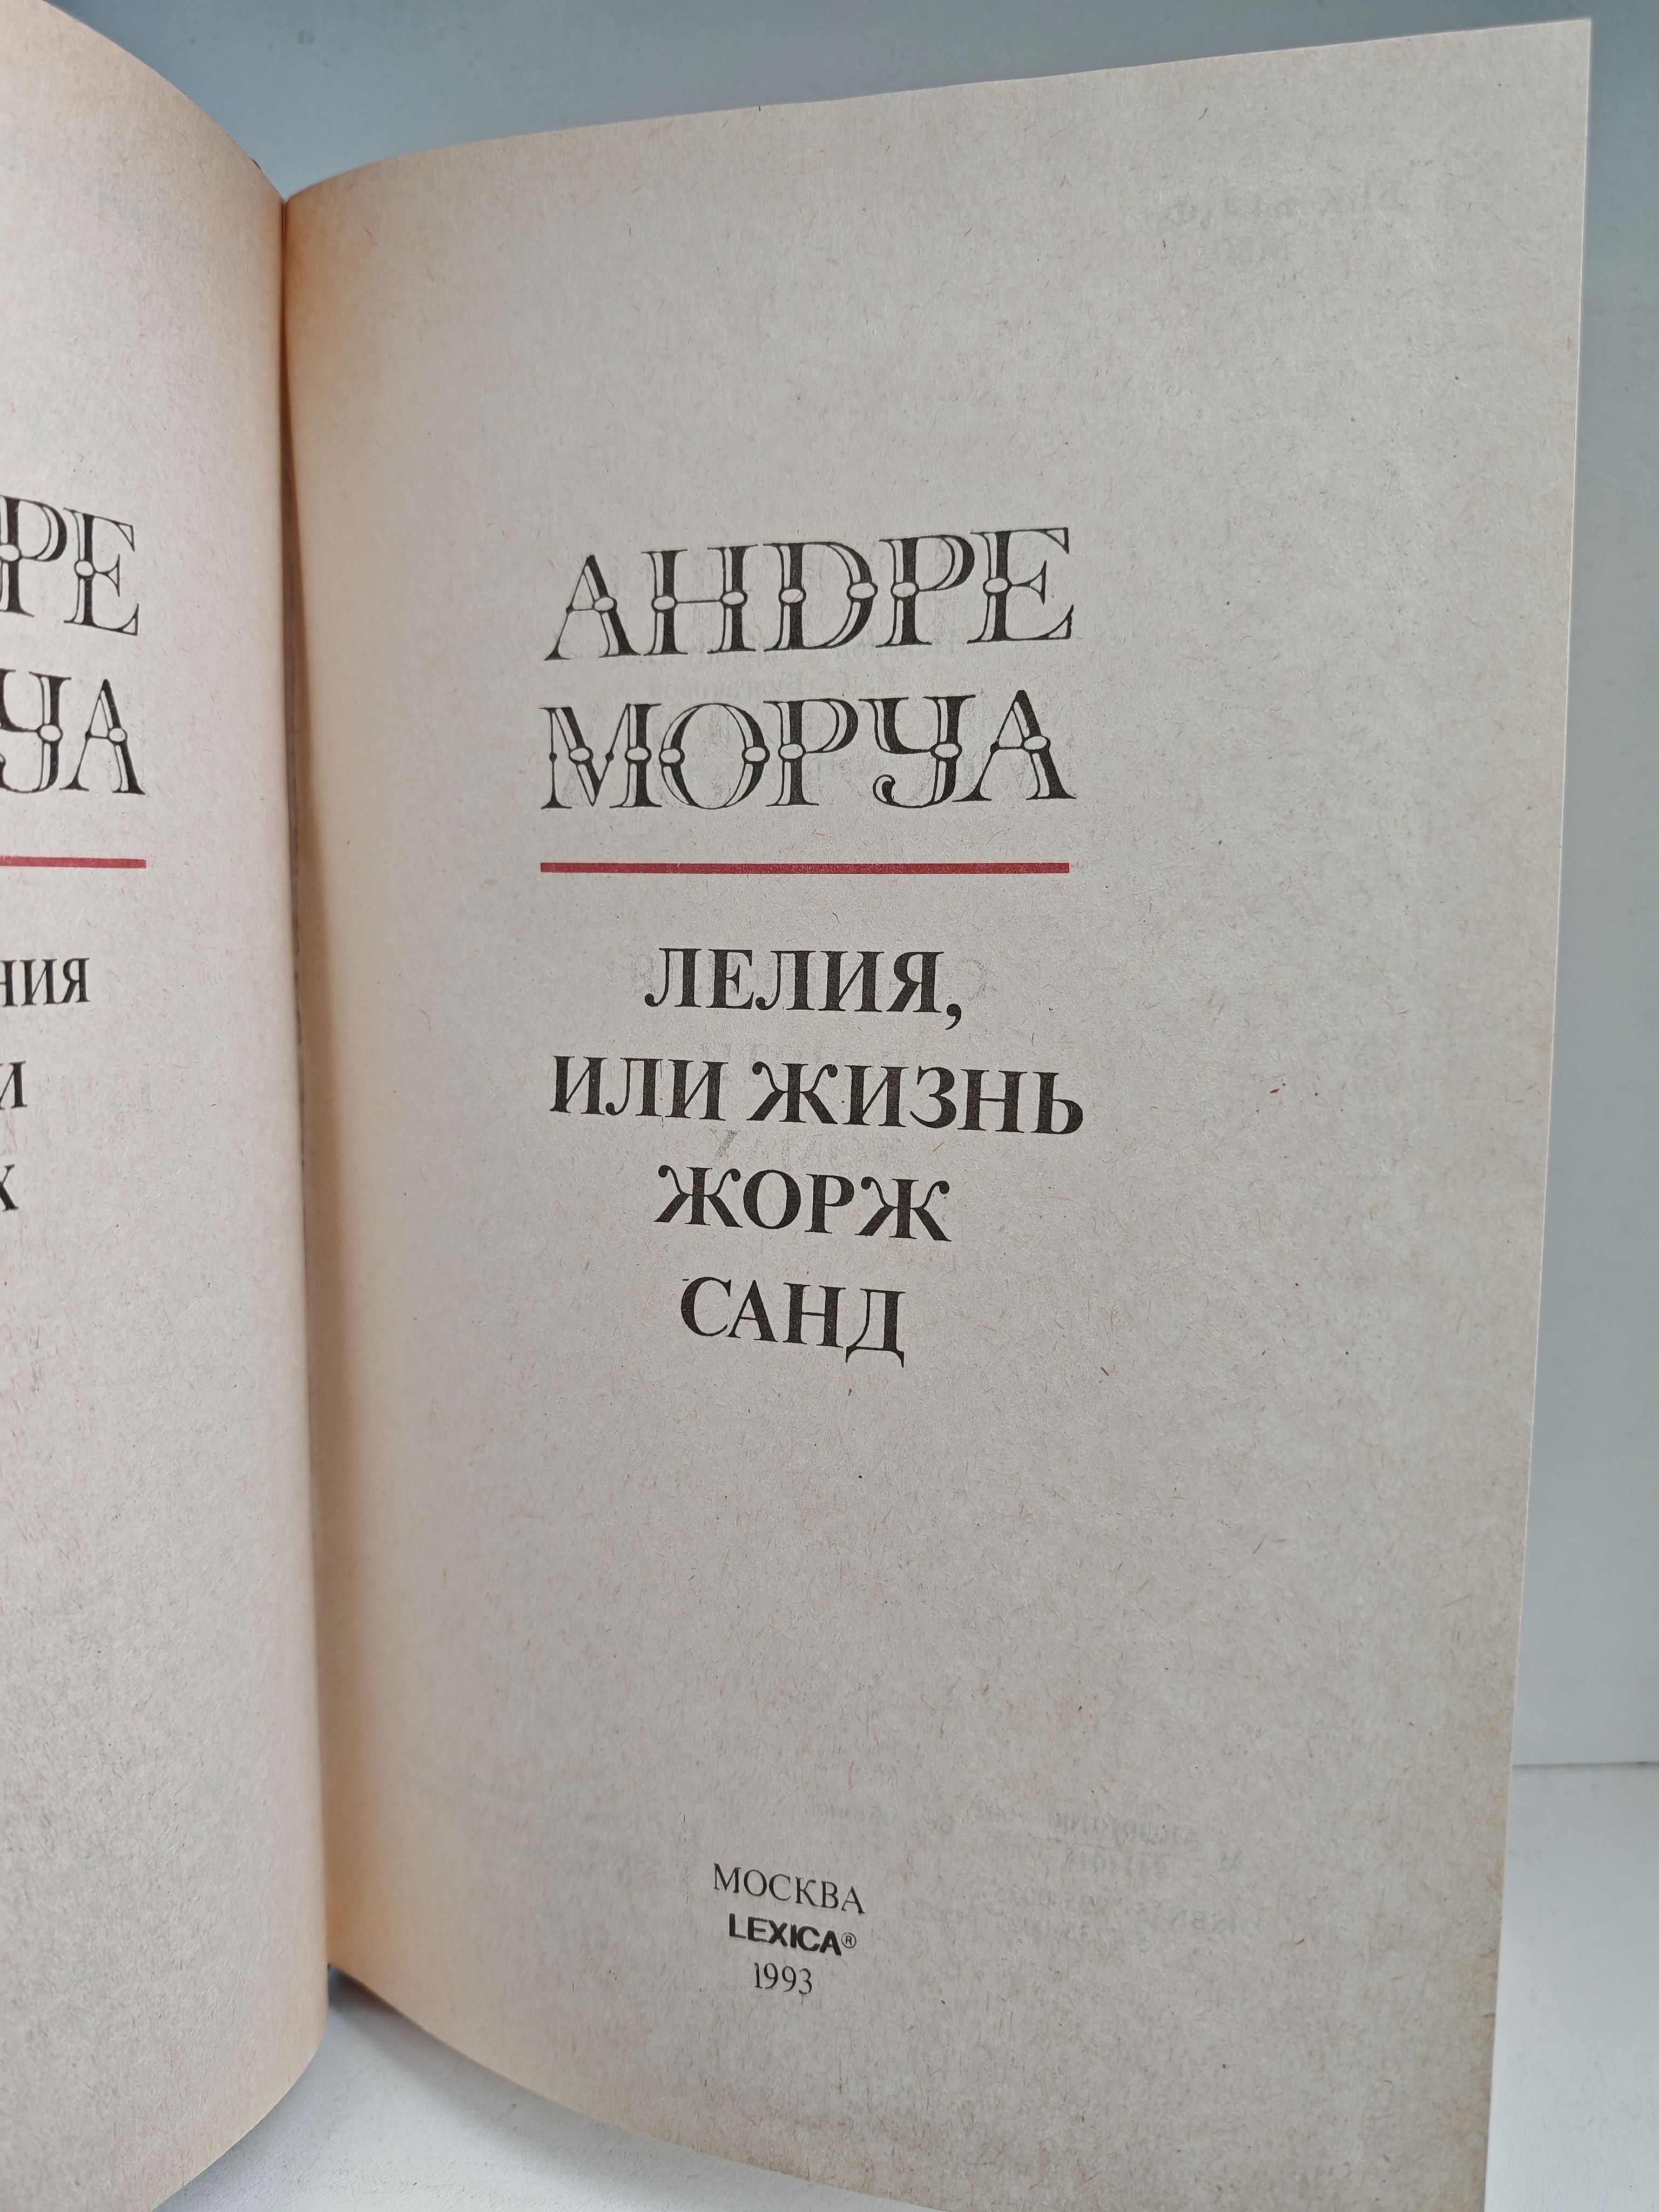 АНДРЕ
МОРУА
ЛЕЛИЯ,
ИЛИ ЖИЗНЬ
ЖОРЖ
САНД
МОСКВА
LEXICA®
1993